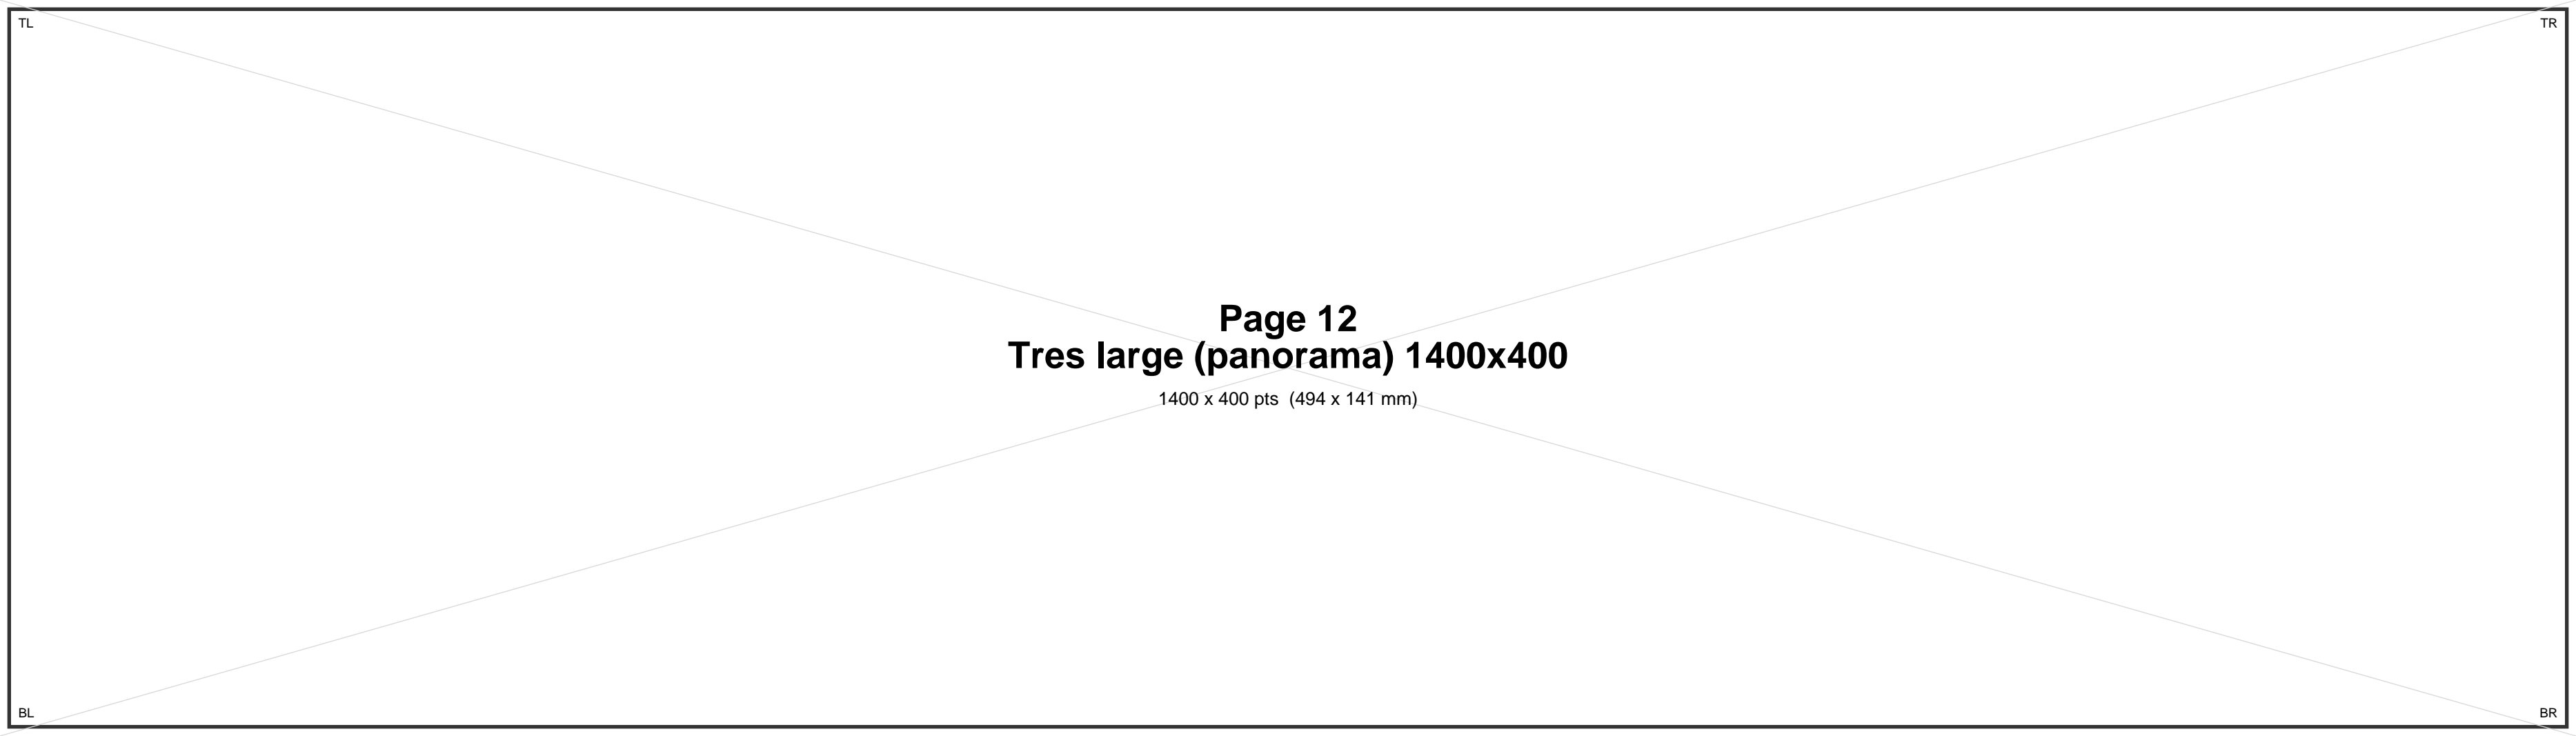 TL
TR
Page 12
Tres large (panorama) 1400x400
1400 x 400 pts  (494 x 141 mm)
BL
BR